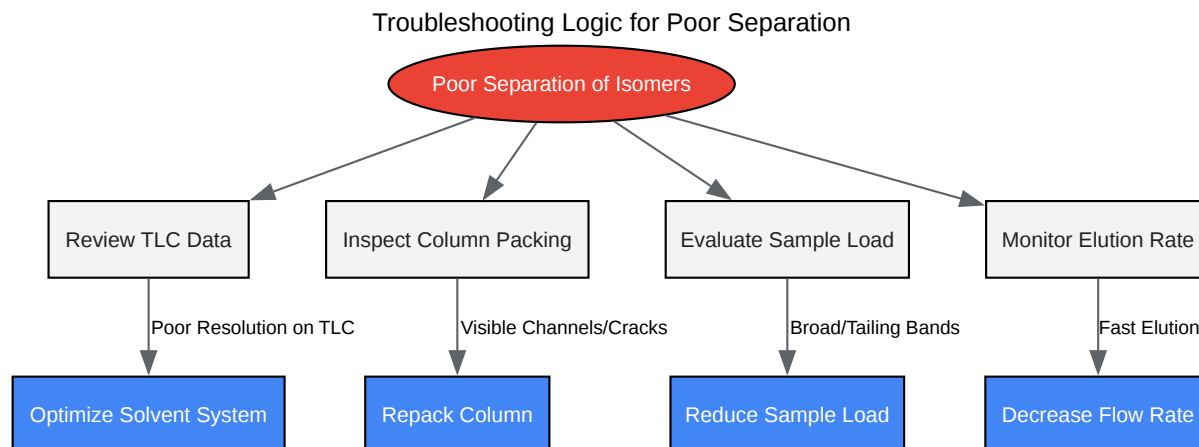 Troubleshooting Logic for Poor Separation
Poor Separation of Isomers
Review TLC Data
Inspect Column Packing
Evaluate Sample Load
Monitor Elution Rate
Poor Resolution on TLC
Visible Channels/Cracks
Broad/Tailing Bands
Fast Elution
Optimize Solvent System
Repack Column
Reduce Sample Load
Decrease Flow Rate